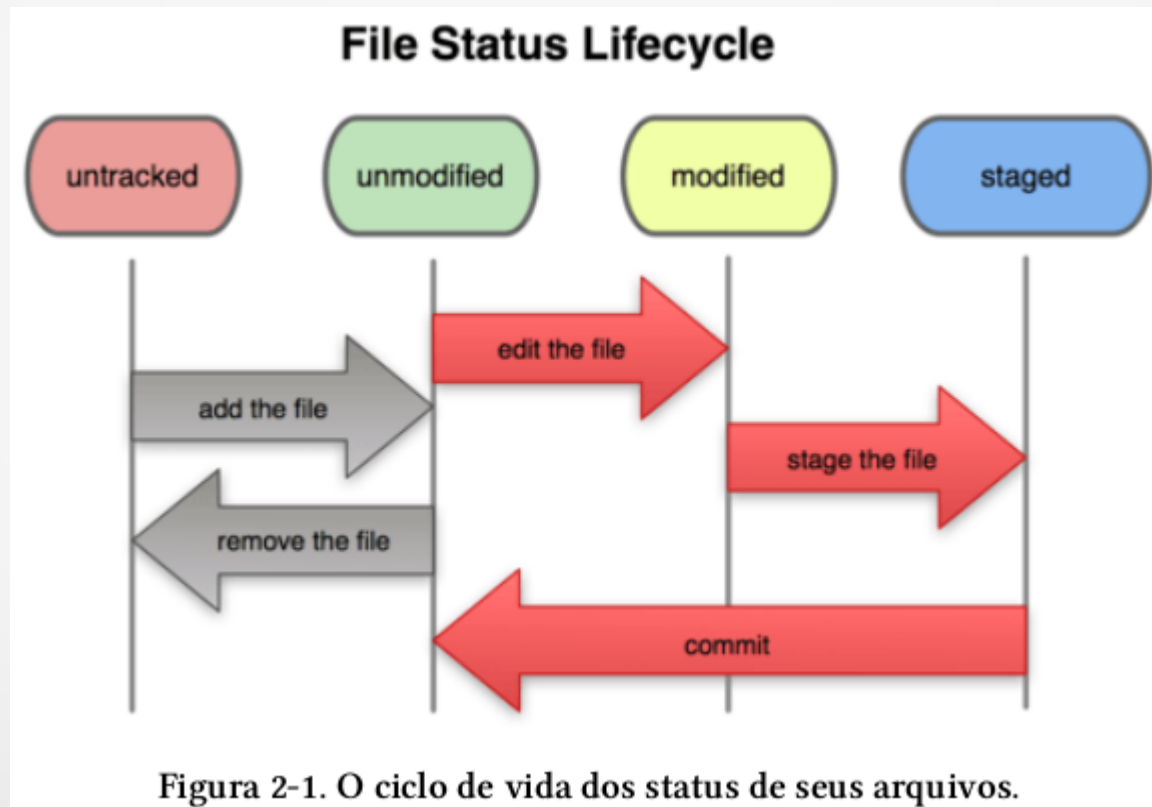 File Status Lifecycle
untracked
unmodified
modified
staged
edit the file
add the file
stage the file
remove the file
commit
Figura 2-1. O ciclo de vida dos status de seus arquivos.